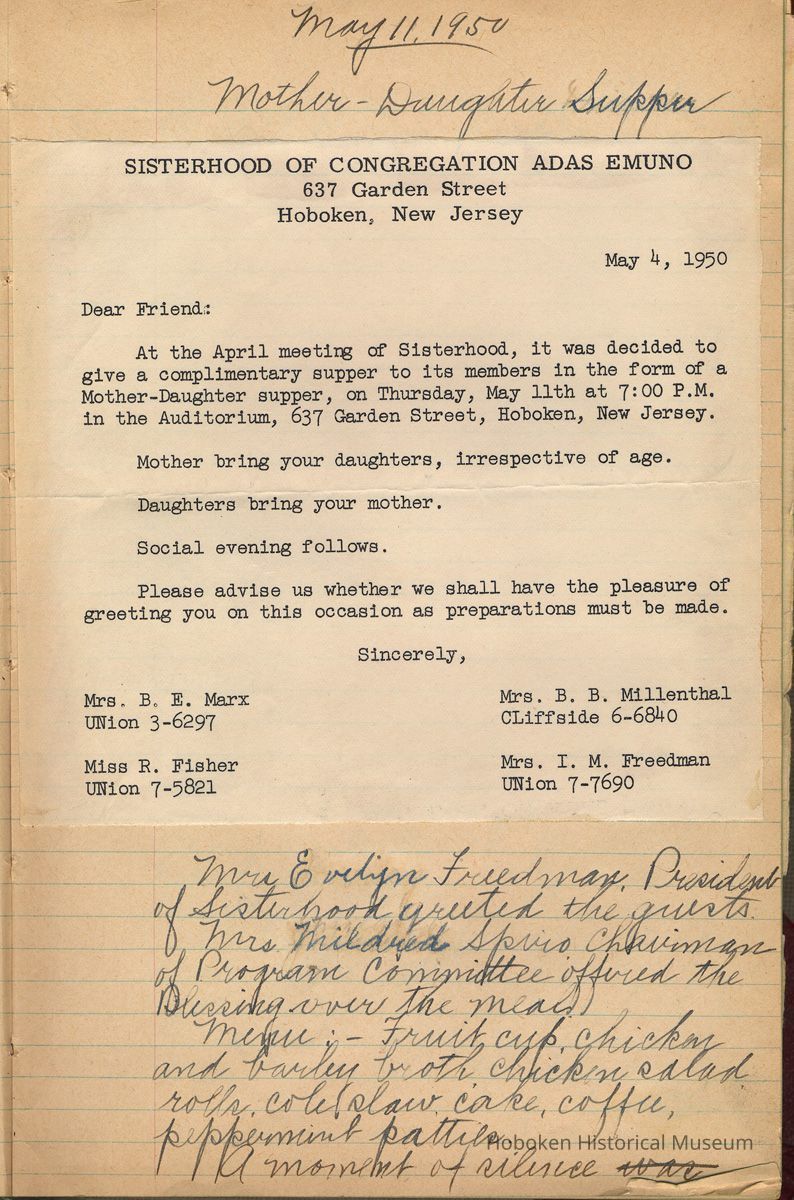 May 11, 1950
Mother-Daughter Supper
SISTERHOOD OF CONGREGATION ADAS EMUNO
637 Garden Street
Hoboken, New Jersey
May 4, 1950
Dear Friend:
At the April meeting of Sisterhood, it was decided to
give a complimentary supper to its members in the form of a
Mother-Daughter supper, on Thursday, May 11th at 7:00 P.M.
in the Auditorium, 637 Garden Street, Hoboken, New Jersey.
Mother bring your daughters, irrespective of age.
Daughters bring your mother.
Social evening follows.
Please advise us whether we shall have the pleasure of
greeting you on this occasion as preparations must be made.
Sincerely,
Mrs. B. E. Marx
UNion 3-6297
Mrs. B. B. Millenthal
CLiffside 6-6840
Miss R. Fisher
UNion 7-5821
Mrs. I. M. Freedman
UNion 7-7690
Mrs Evelyn Freedman, President
of Sisterhood greeted the guests.
Mrs. Mildred Spiro Chairman
of Program Committee offered the
Blessing over the meal
Menu:- Fruit cup, chicken
and barley broth chicken salad
rolls, cole slaw, cake, coffee,
peppermint patties
Hoboken Historical Museum
A moment of silence was